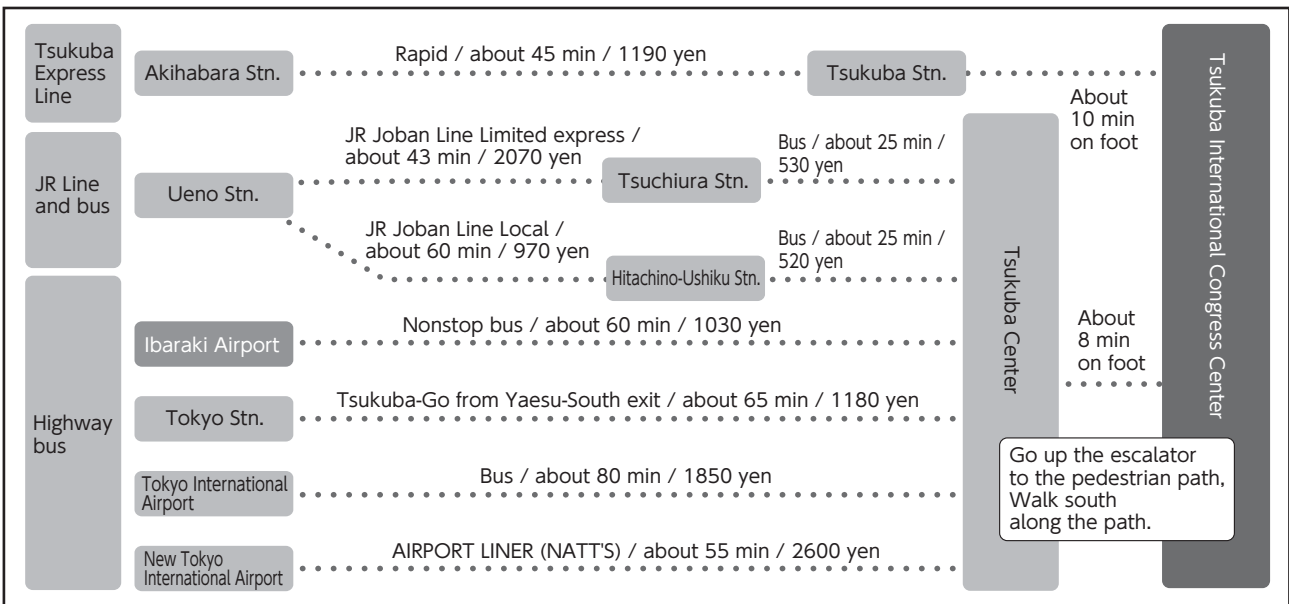 Tsukuba
Express
Line
Akihabara Stn.
Rapid / about 45 min / 1190 yen
Tsukuba Stn.
About
10 min
on foot
JR Line
and bus
Ueno Stn.
JR Joban Line Limited express /
about 43 min / 2070 yen
Tsuchiura Stn.
Bus / about 25 min /
530 yen
JR Joban Line Local /
about 60 min / 970 yen
Hitachino-Ushiku Stn.
Bus / about 25 min /
520 yen
Highway
bus
Ibaraki Airport
Nonstop bus / about 60 min / 1030 yen
Tokyo Stn.
Tsukuba-Go from Yaesu-South exit / about 65 min / 1180 yen
Tokyo International
Airport
Bus / about 80 min / 1850 yen
New Tokyo
International Airport
AIRPORT LINER (NATT'S) / about 55 min / 2600 yen
Tsukuba Center
About
8 min
on foot
Go up the escalator
to the pedestrian path,
Walk south
along the path.
Tsukuba International Congress Center